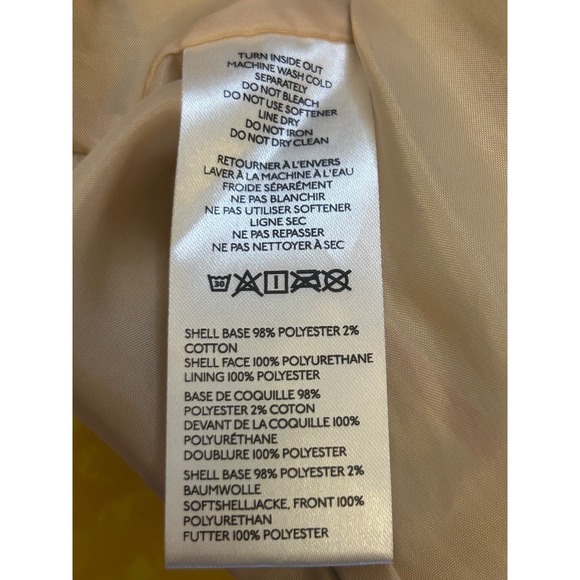 TURN INSIDE OUT
MACHINE WASH COLD
SEPARATELY
DO NOT BLEACH
DO NOT USE SOFTENER
LINE DRY
DO NOT IRON
DO NOT DRY CLEAN
RETOURNER À L'ENVERS
LAVER À LA MACHINE À L'EAU
FROIDE SÉPARÉMENT
NE PAS BLANCHIR
NE PAS UTILISER SOFTENER
LIGNE SEC
NE PAS REPASSER
NE PAS NETTOYER À SEC
30
SHELL BASE 98% POLYESTER 2%
COTTON
SHELL FACE 100% POLYURETHANE
LINING 100% POLYESTER
BASE DE COQUILLE 98%
POLYESTER 2% COTON
DEVANT DE LA COQUILLE 100%
POLYURÉTHANE
DOUBLURE 100% POLYESTER
SHELL BASE 98% POLYESTER 2%
BAUMWOLLE
SOFTSHELLJACKE, FRONT 100%
POLYURETHAN
FUTTER 100% POLYESTER